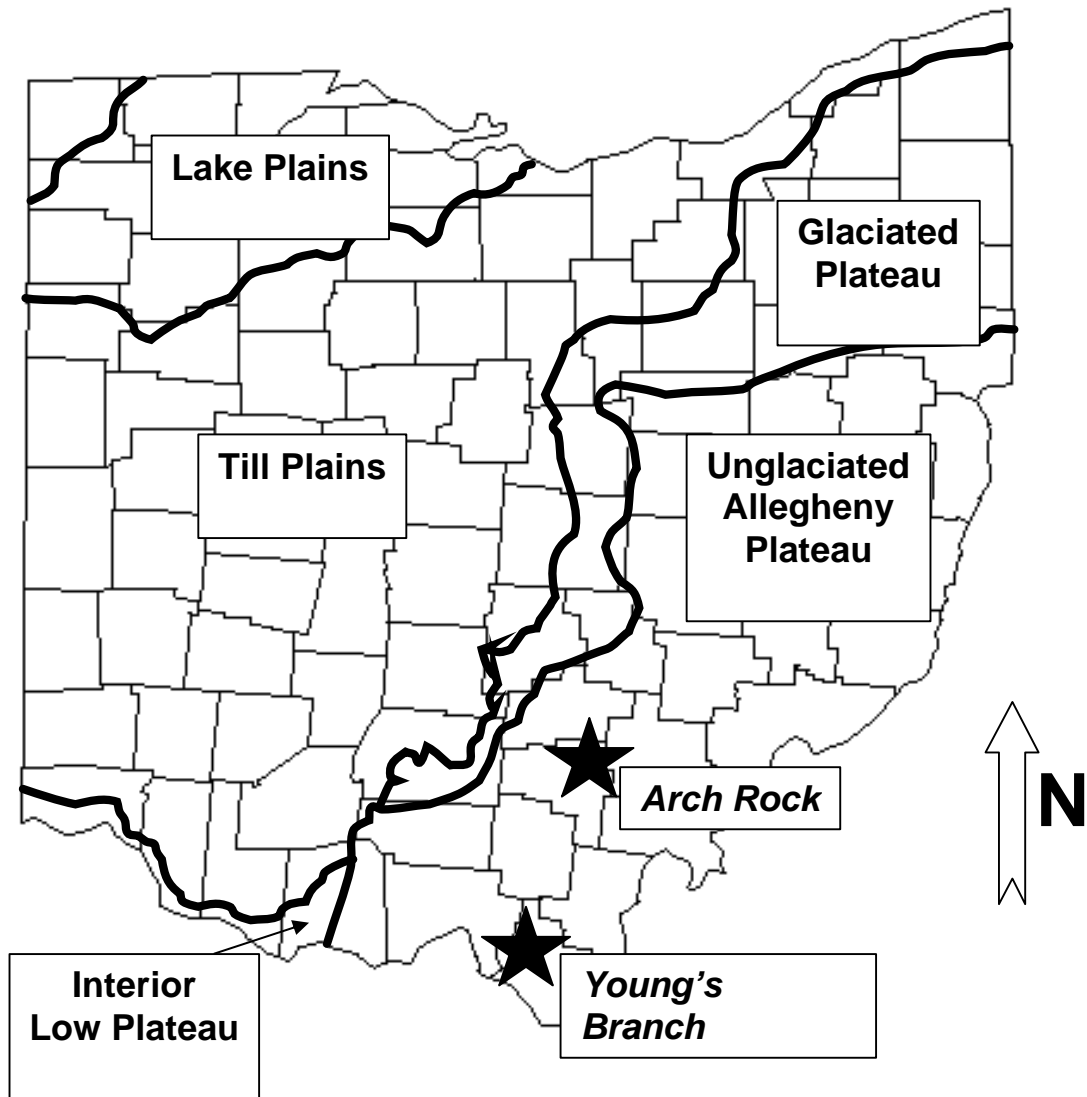 Lake Plains
Glaciated
Plateau
Till Plains
Unglaciated
Allegheny
Plateau
Arch Rock
N
Interior
Low Plateau
Young's
Branch